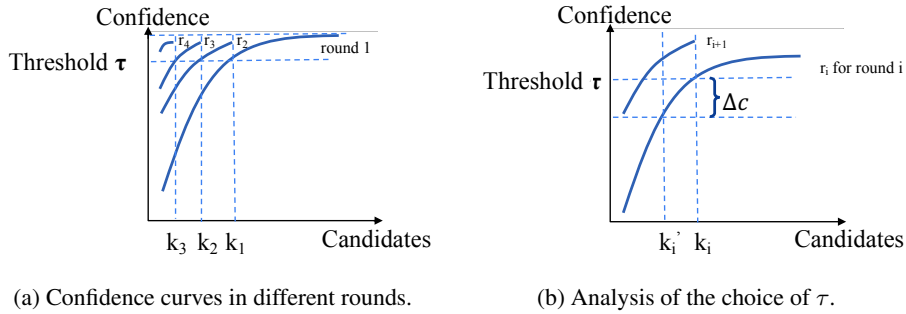 Confidence
r₄ r₃ r₂
round 1
Threshold τ
k₃ k₂ k₁ Candidates
(a) Confidence curves in different rounds.
Confidence
rᵢ₊₁
rᵢ for round i
Threshold τ
Δc
kᵢ' kᵢ Candidates
(b) Analysis of the choice of τ.